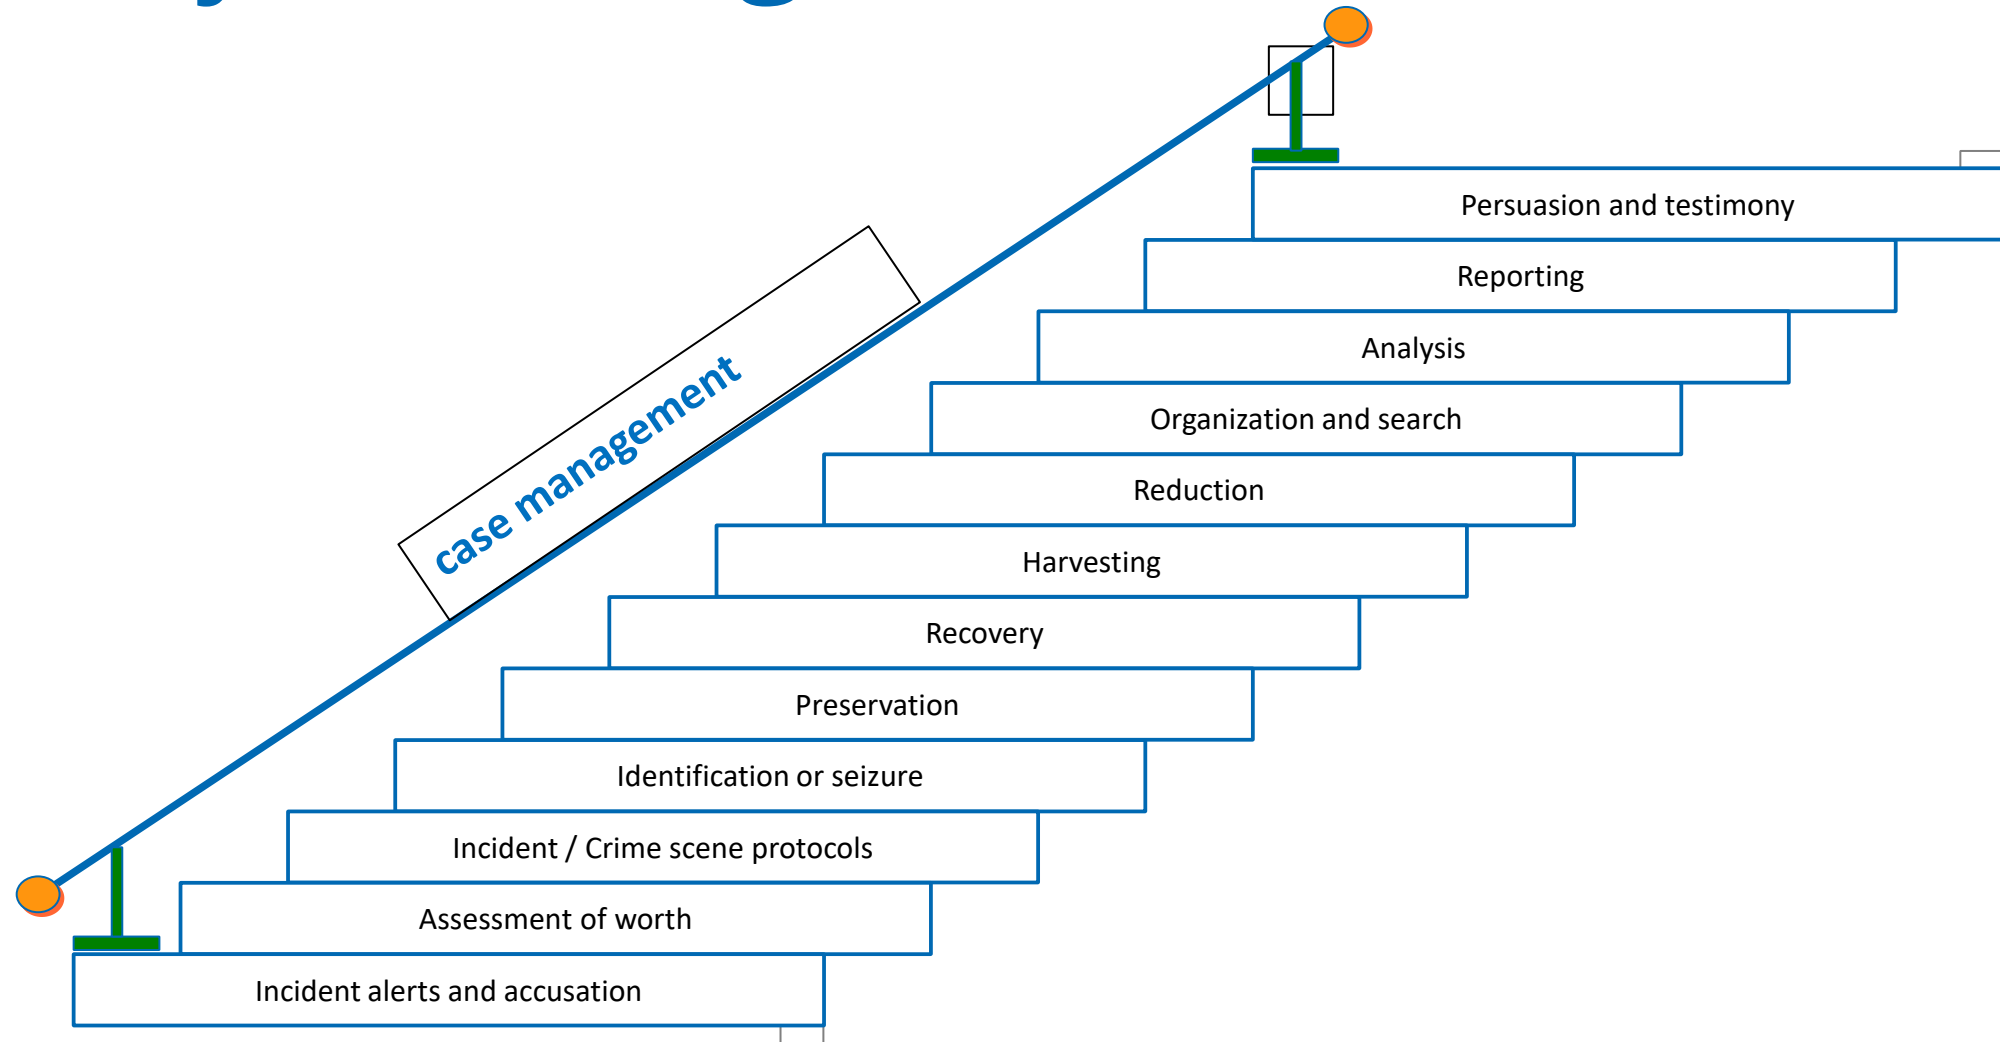 Persuasion and testimony
Reporting
Analysis
Organization and search
case management
Reduction
Harvesting
Recovery
Preservation
Identification or seizure
Incident / Crime scene protocols
Assessment of worth
Incident alerts and accusation